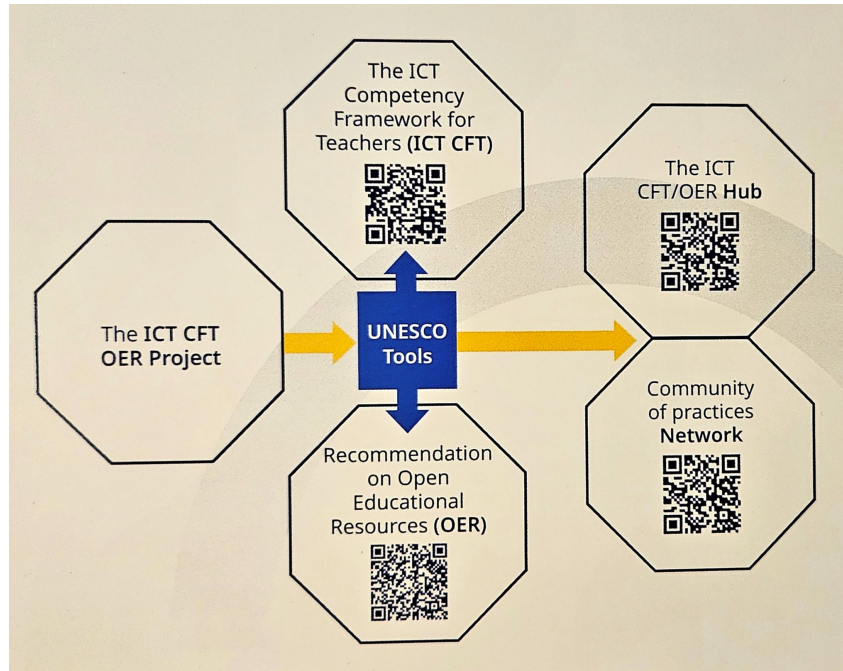 The ICT
Competency
Framework for
Teachers (ICT CFT)
The ICT
CFT/OER Hub
The ICT CFT
OER Project
UNESCO
Tools
Community
of practices
Network
Recommendation
on Open
Educational
Resources (OER)